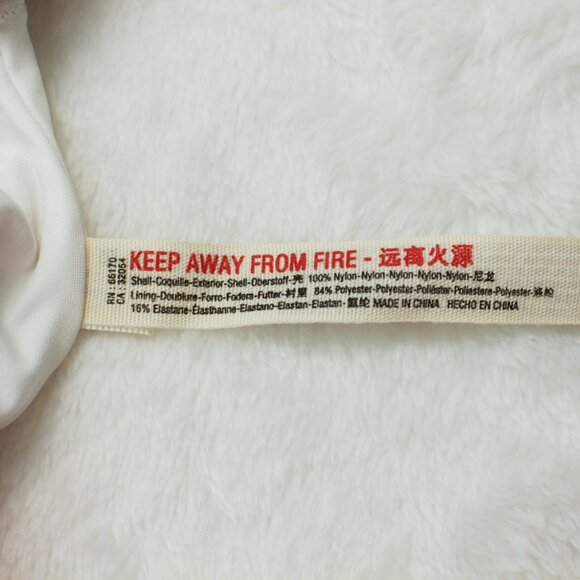 RN: 66170
CA: 32054
KEEP AWAY FROM FIRE - 远离火源
Shell-Coquille-Exterior-Shell-Oberstoff-壳 100% Nylon-Nylon-Nylon-Nylon-Nylon-尼龙
Lining-Doublure-Forro-Fodera-Futter-衬里 84% Polyester-Polyester-Poliéster-Poliestere-Polyester-涤纶
16% Elastane-Élasthanne-Elastano-Elastan-Elastan-氨纶 MADE IN CHINA HECHO EN CHINA